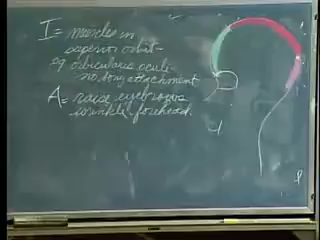 I = muscles in
superior orbit-
eg orbicularis oculi-
no bony attachment
A = raise eyebrows
wrinkle forehead.